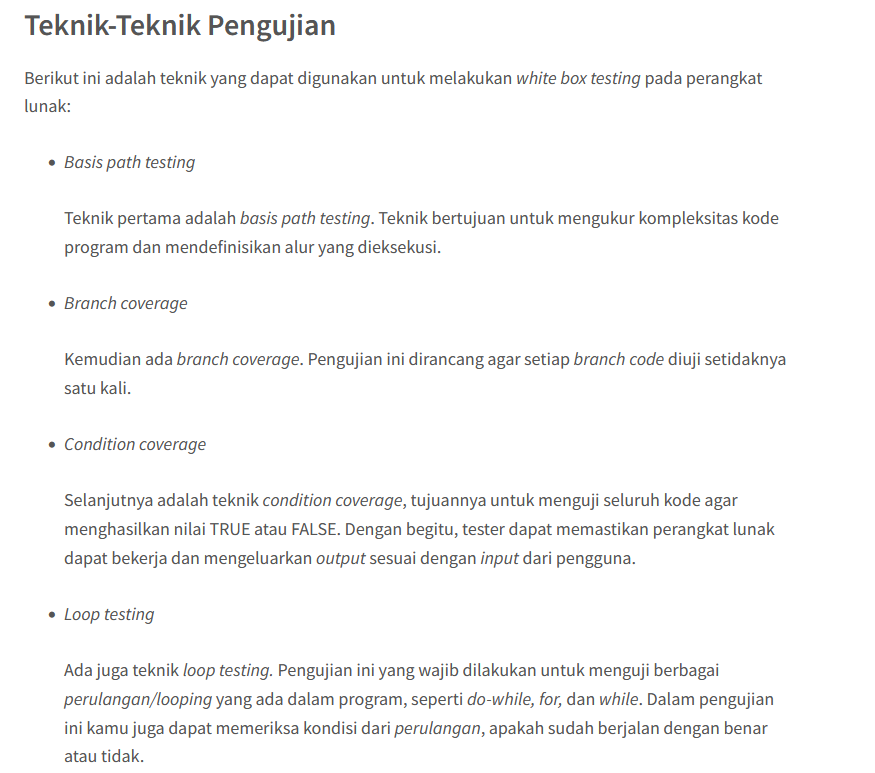 Teknik-Teknik Pengujian
Berikut ini adalah teknik yang dapat digunakan untuk melakukan white box testing pada perangkat
lunak:
• Basis path testing
Teknik pertama adalah basis path testing. Teknik bertujuan untuk mengukur kompleksitas kode
program dan mendefinisikan alur yang dieksekusi.
• Branch coverage
Kemudian ada branch coverage. Pengujian ini dirancang agar setiap branch code diuji setidaknya
satu kali.
• Condition coverage
Selanjutnya adalah teknik condition coverage, tujuannya untuk menguji seluruh kode agar
menghasilkan nilai TRUE atau FALSE. Dengan begitu, tester dapat memastikan perangkat lunak
dapat bekerja dan mengeluarkan output sesuai dengan input dari pengguna.
• Loop testing
Ada juga teknik loop testing. Pengujian ini yang wajib dilakukan untuk menguji berbagai
perulangan/looping yang ada dalam program, seperti do-while, for, dan while. Dalam pengujian
ini kamu juga dapat memeriksa kondisi dari perulangan, apakah sudah berjalan dengan benar
atau tidak.